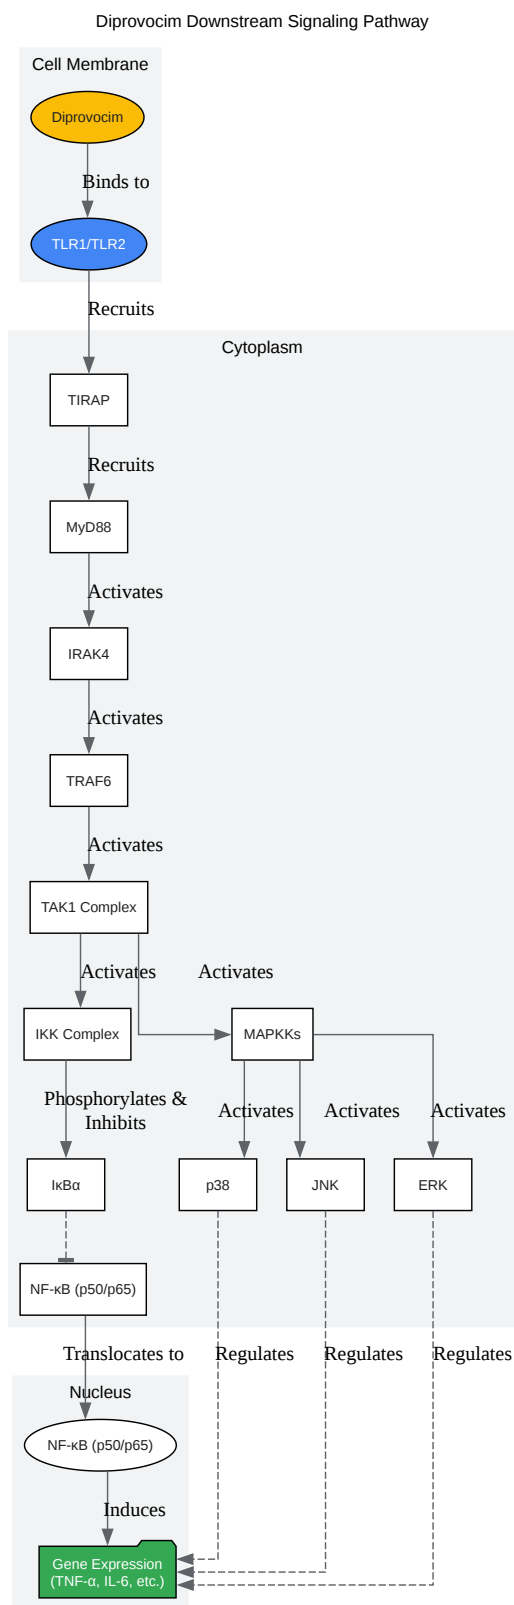 Diprovocim Downstream Signaling Pathway
Cell Membrane
Diprovocim
Binds to
TLR1/TLR2
Recruits
Cytoplasm
TIRAP
Recruits
MyD88
Activates
IRAK4
Activates
TRAF6
Activates
TAK1 Complex
Activates
Activates
IKK Complex
MAPKKs
Phosphorylates &
Inhibits
Activates
Activates
Activates
IκBα
p38
JNK
ERK
NF-κB (p50/p65)
Translocates to
Regulates
Regulates
Regulates
Nucleus
NF-κB (p50/p65)
Induces
Gene Expression
(TNF-α, IL-6, etc.)